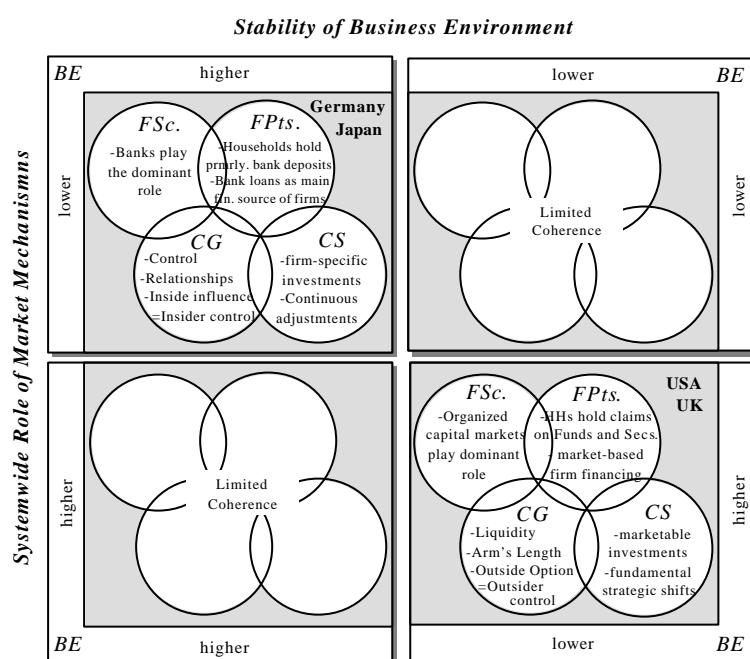 Stability of Business Environment
Systemwide Role of Market Mechanismns
BE
higher
lower
Germany
Japan
FSc.
-Banks play
the dominant
role
FPts.
-Households hold
prmrly. bank deposits
-Bank loans as main
fin. source of firms
CG
-Control
-Relationships
-Inside influence
=Insider control
CS
-firm-specific
investments
-Continuous
adjustmtents
lower
BE
lower
Limited
Coherence
higher
Limited
Coherence
BE
higher
USA
UK
FSc.
-Organized
capital markets
play dominant
role
FPts.
-HHs hold claims
on Funds and Secs.
- market-based
firm financing
CG
-Liquidity
-Arm's Length
-Outside Option
=Outsider
control
CS
-marketable
investments
-fundamental
strategic shifts
higher
lower
BE